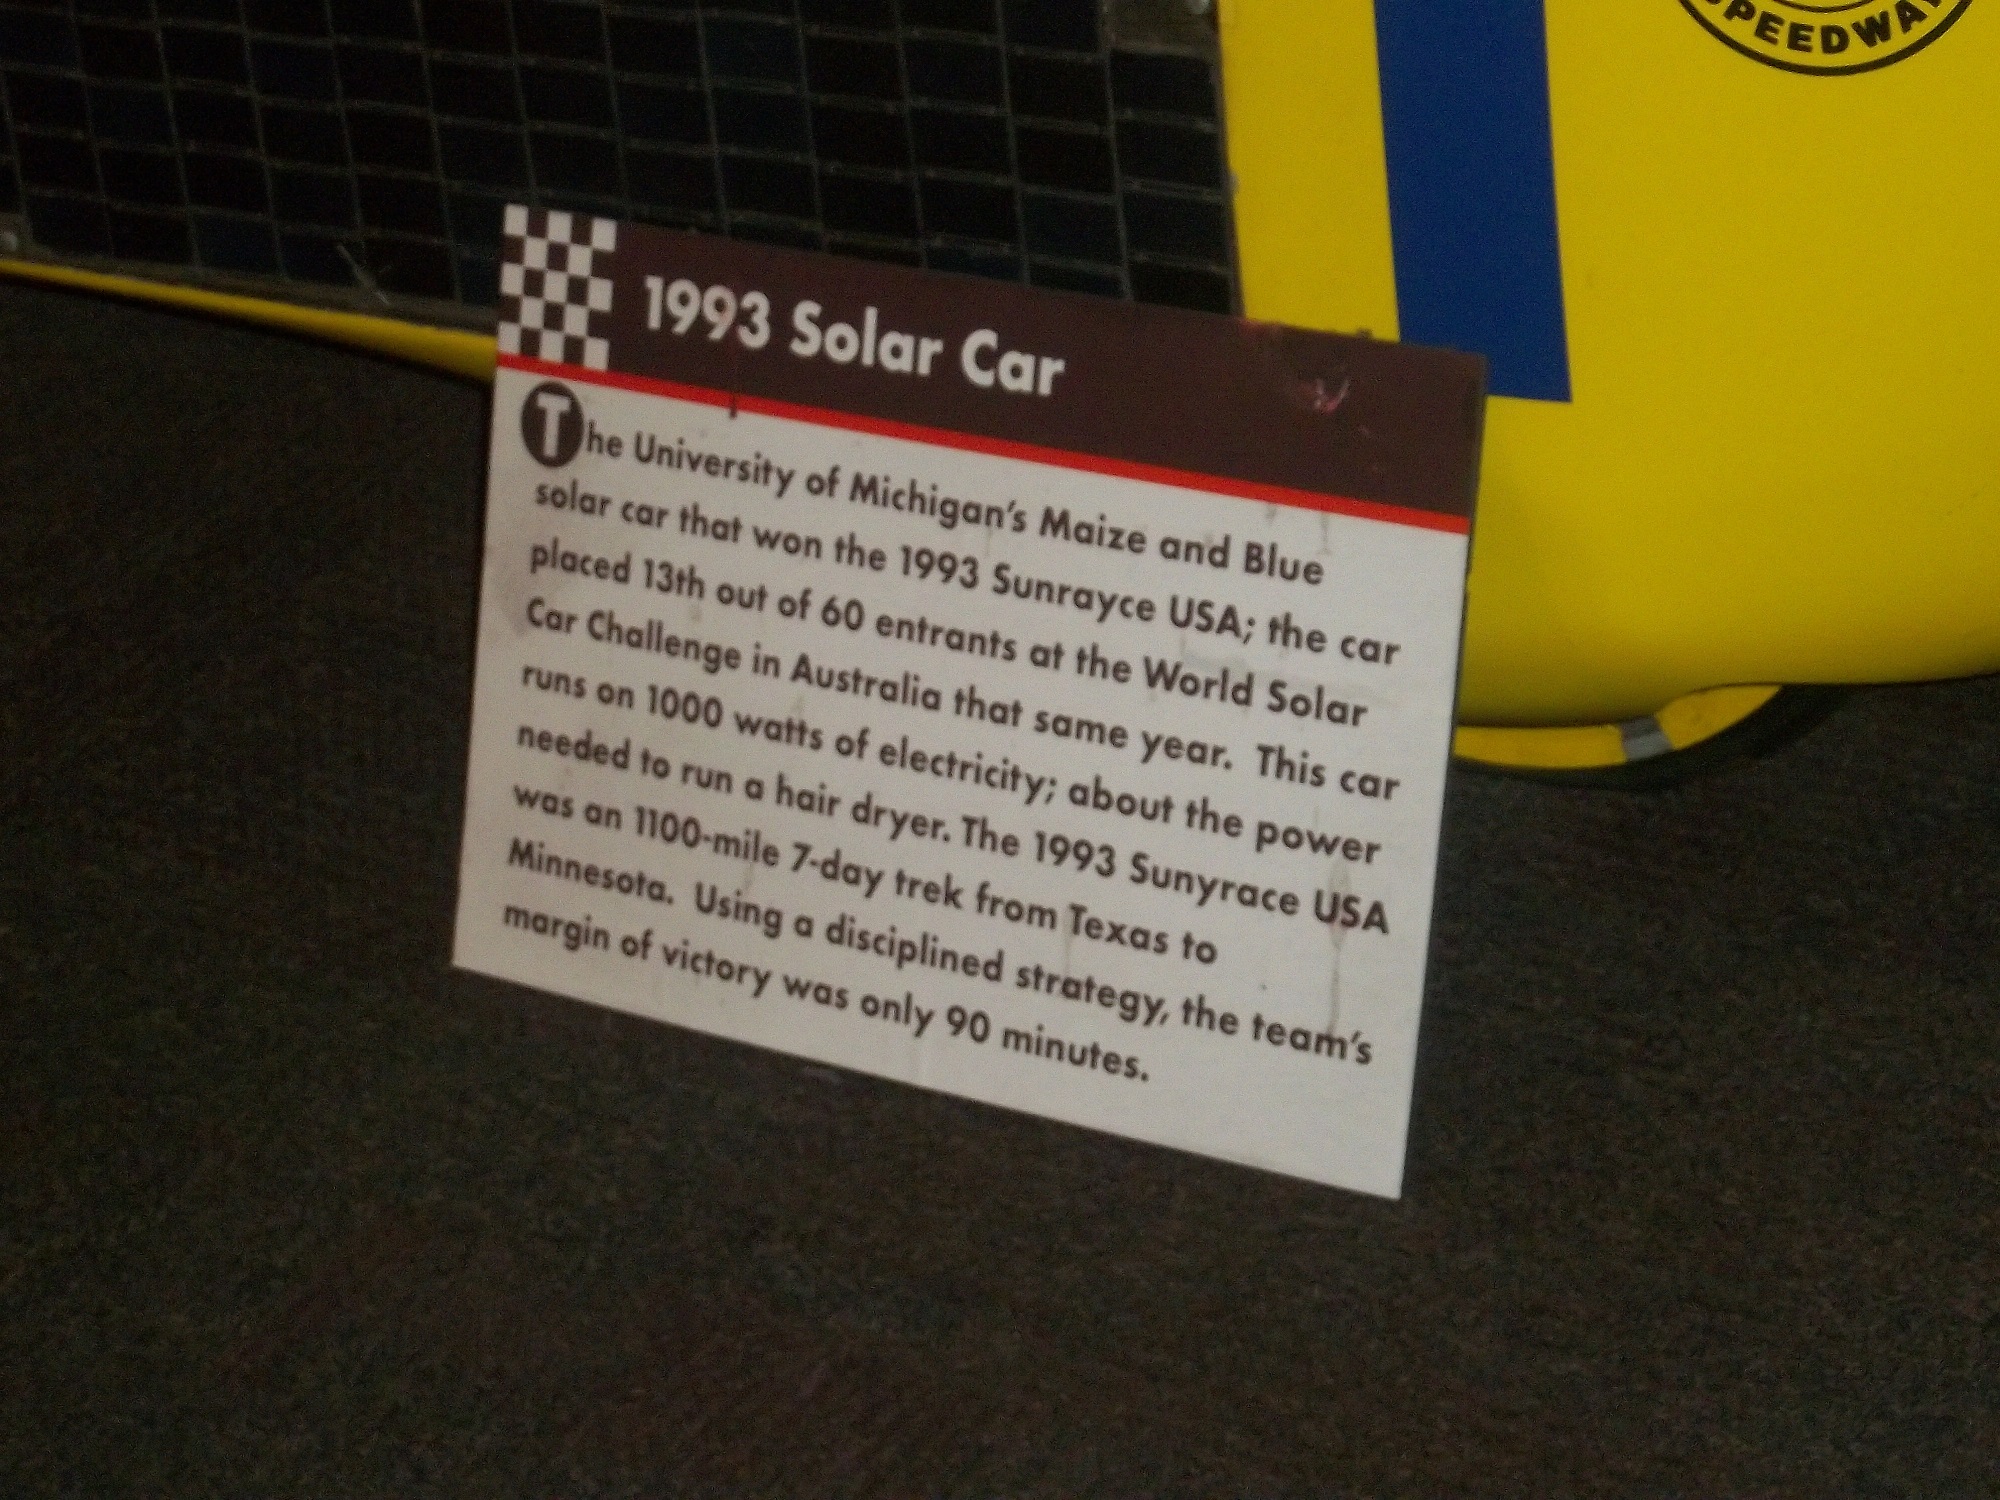 SPEEDWAY
1993 Solar Car
The University of Michigan's Maize and Blue
solar car that won the 1993 Sunrayce USA; the car
placed 13th out of 60 entrants at the World Solar
Car Challenge in Australia that same year. This car
runs on 1000 watts of electricity; about the power
needed to run a hair dryer. The 1993 Sunyrace USA
was an 1100-mile 7-day trek from Texas to
Minnesota. Using a disciplined strategy, the team's
margin of victory was only 90 minutes.